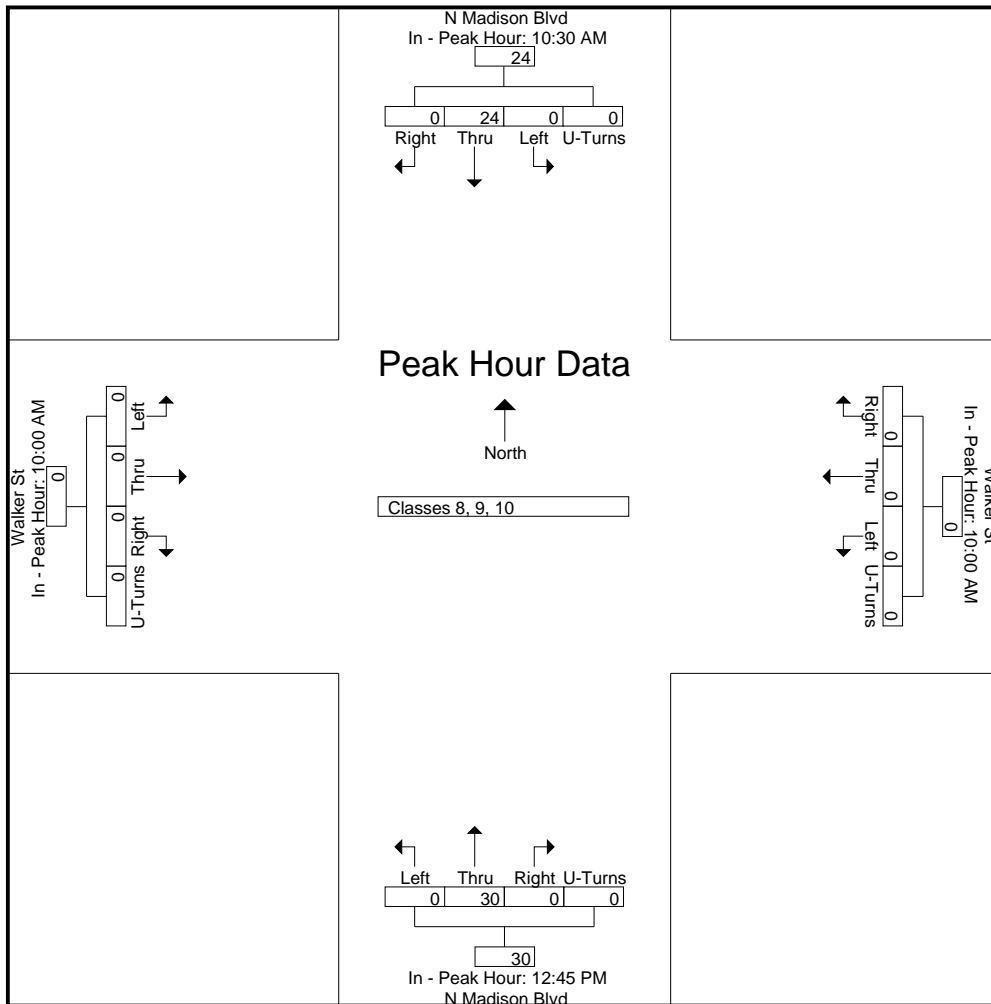 N Madison Blvd
In - Peak Hour: 10:30 AM
24
0 24 0 0
Right Thru Left U-Turns
Peak Hour Data
North
Classes 8, 9, 10
Walker St
In - Peak Hour: 10:00 AM
0
0 0 0 0
Left Thru Right U-Turns
Walker St
In - Peak Hour: 10:00 AM
0
0 0 0 0
Right Thru Left U-Turns
Left Thru Right U-Turns
0 30 0 0
30
In - Peak Hour: 12:45 PM
N Madison Blvd